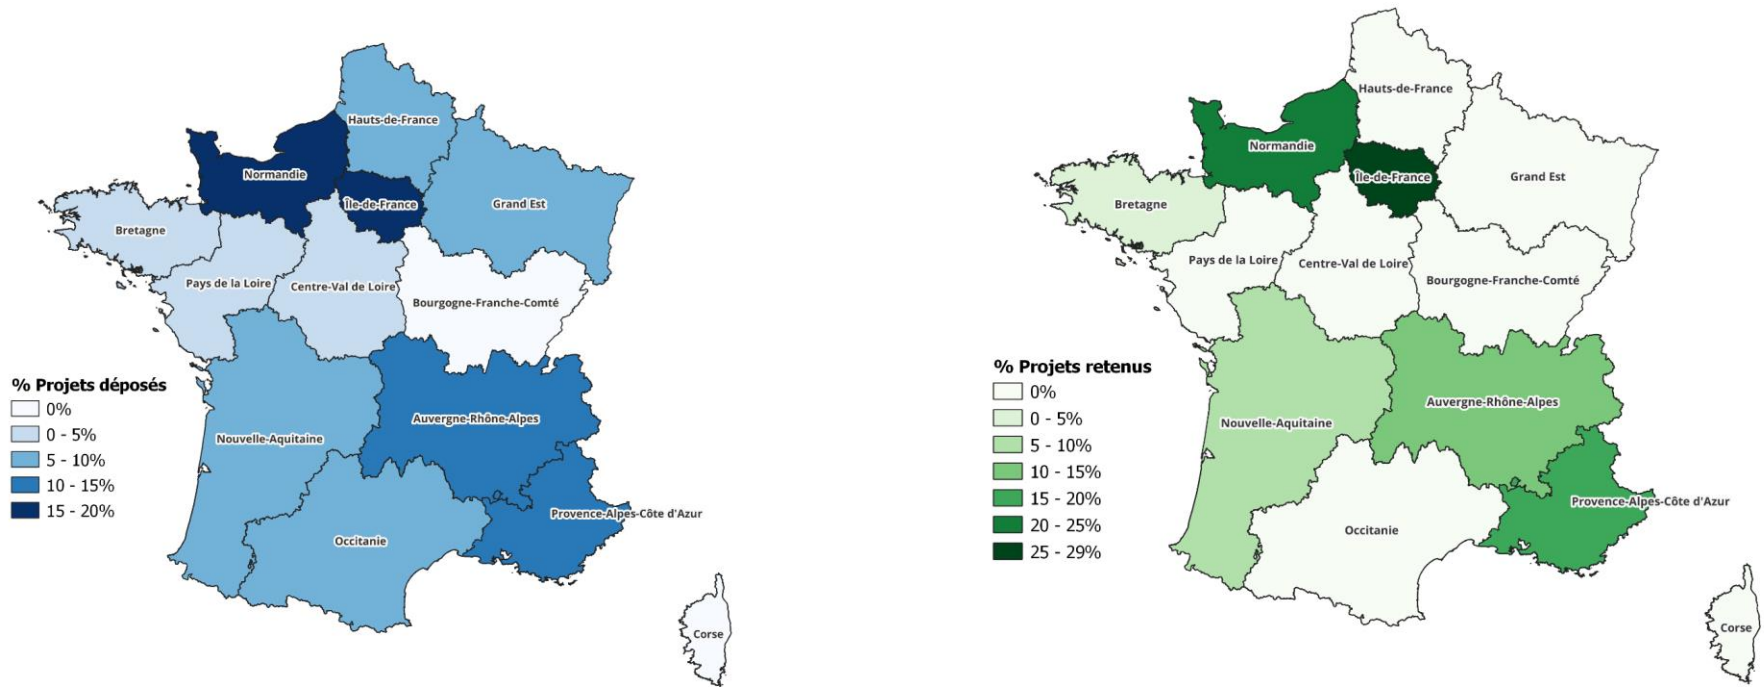 Hauts-de-France
Normandie
Île-de-France
Grand Est
Bretagne
Pays de la Loire
Centre-Val de Loire
Bourgogne-Franche-Comté
% Projets déposés
0%
0 - 5%
5 - 10%
10 - 15%
15 - 20%
Auvergne-Rhône-Alpes
Nouvelle-Aquitaine
Provence-Alpes-Côte d'Azur
Occitanie
Corse
Hauts-de-France
Normandie
Île-de-France
Grand Est
Bretagne
Pays de la Loire
Centre-Val de Loire
Bourgogne-Franche-Comté
% Projets retenus
0%
0 - 5%
5 - 10%
10 - 15%
15 - 20%
20 - 25%
25 - 29%
Auvergne-Rhône-Alpes
Nouvelle-Aquitaine
Provence-Alpes-Côte d'Azur
Occitanie
Corse